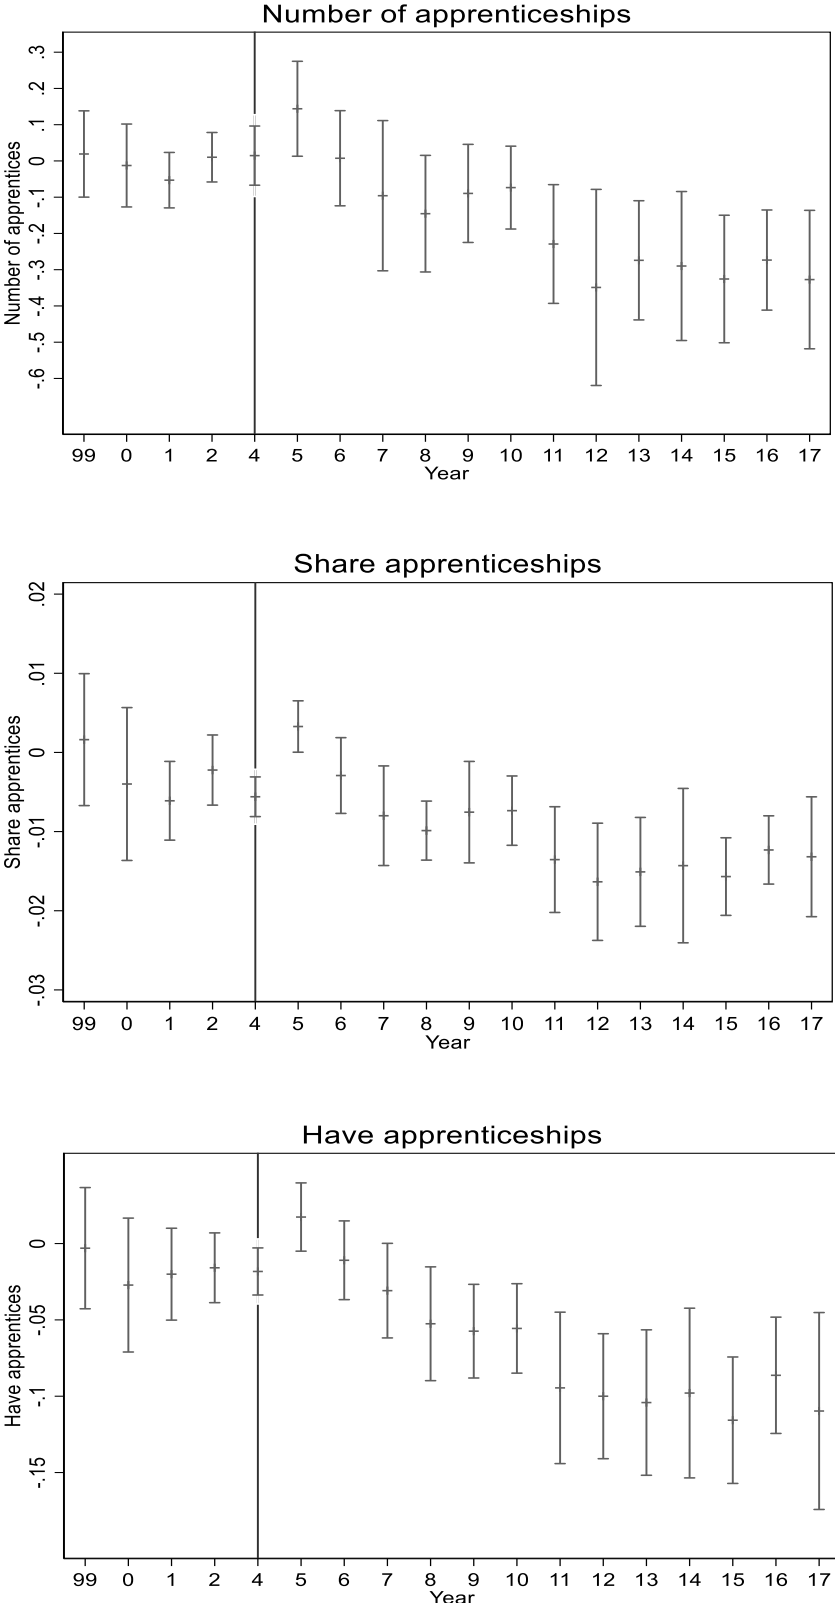 Number of apprenticeships
Number of apprentices
.3
.2
.1
0
-.1
-.2
-.3
-.4
-.5
-.6
99 0 1 2 4 5 6 7 8 9 10 11 12 13 14 15 16 17
Year
Share apprenticeships
Share apprentices
.02
.01
0
-.01
-.02
-.03
99 0 1 2 4 5 6 7 8 9 10 11 12 13 14 15 16 17
Year
Have apprenticeships
Have apprentices
0
-.05
-.1
-.15
99 0 1 2 4 5 6 7 8 9 10 11 12 13 14 15 16 17
Year